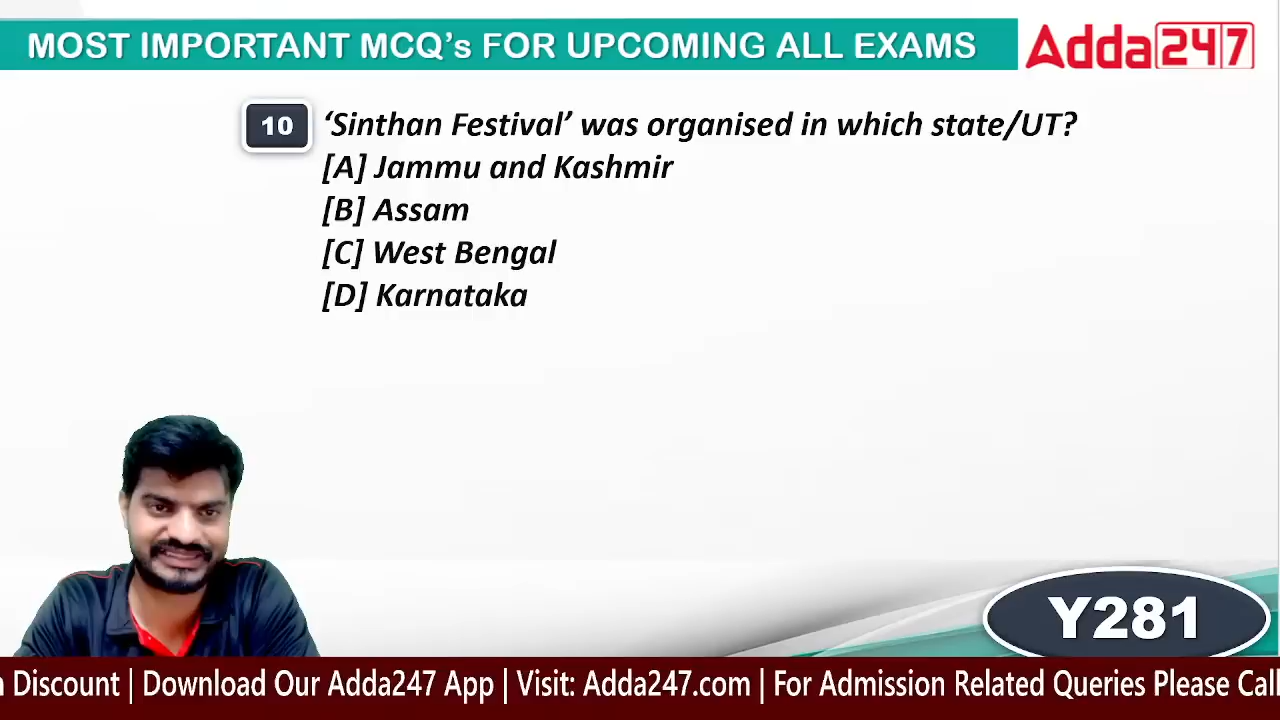 MOST IMPORTANT MCQ's FOR UPCOMING ALL EXAMS
Adda247
10
‘Sinthan Festival’ was organised in which state/UT?
[A] Jammu and Kashmir
[B] Assam
[C] West Bengal
[D] Karnataka
Y281
Discount | Download Our Adda247 App | Visit: Adda247.com | For Admission Related Queries Please Call